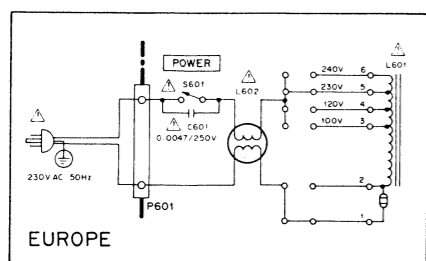 POWER
S601
C601
0.0047/250V
L602
L601
240V 6
230V 5
120V 4
100V 3
2
1
230V AC 50Hz
P601
EUROPE